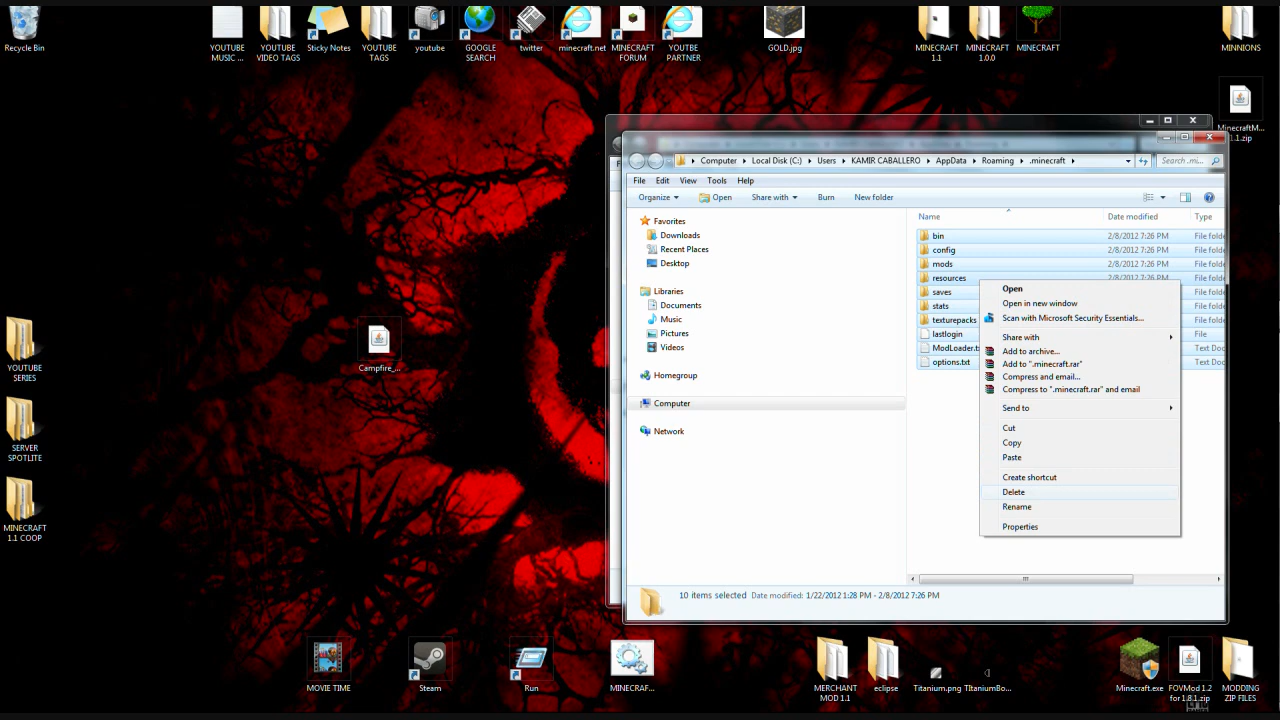 Recycle Bin
YOUTUBE
MUSIC ...
YOUTUBE
VIDEO TAGS
Sticky Notes
YOUTUBE
TAGS
youtube
GOOGLE
SEARCH
twitter
minecraft.net
MINECRAFT
FORUM
YOUTBE
PARTNER
GOLD.jpg
MINECRAFT
1.1
MINECRAFT
1.0.0
MINECRAFT
MINNIONS
MinecraftM...
1.1.zip
Computer
Local Disk (C:)
Users
KAMIR CABALLERO
AppData
Roaming
.minecraft
Search .mi...
File Edit View Tools Help
Organize Open Share with Burn New folder
Favorites
Downloads
Recent Places
Desktop
Libraries
Documents
Music
Pictures
Videos
Homegroup
Computer
Network
Name Date modified Type
bin 2/8/2012 7:26 PM File folde
config 2/8/2012 7:26 PM File folde
mods 2/8/2012 7:26 PM File folde
resources 2/8/2012 7:26 PM File folde
saves File folde
stats File folde
texturepacks File folde
lastlogin File
ModLoader.t Text Doc
options.txt Text Doc
Open
Open in new window
Scan with Microsoft Security Essentials...
Share with
Add to archive...
Add to ".minecraft.rar"
Compress and email...
Compress to ".minecraft.rar" and email
Send to
Cut
Copy
Paste
Create shortcut
Delete
Rename
Properties
10 items selected Date modified: 1/22/2012 1:28 PM - 2/8/2012 7:26 PM
Campfire_...
YOUTUBE
SERIES
SERVER
SPOTLITE
MINECRAFT
1.1 COOP
MOVIE TIME
Steam
Run
MINECRAF...
MERCHANT
MOD 1.1
eclipse
Titanium.png
TItaniumBo...
Minecraft.exe
FOVMod 1.2
for 1.8.1.zip
MODDING
ZIP FILES